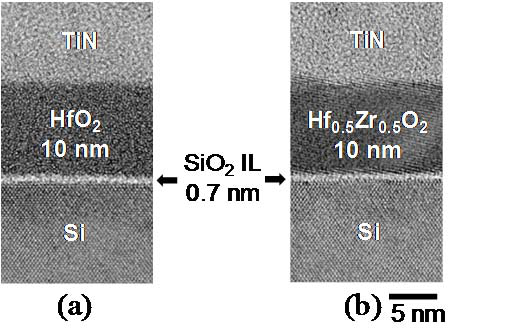 TiN
HfO₂
10 nm
Si
(a)
SiO₂ IL
0.7 nm
TiN
Hf₀.₅Zr₀.₅O₂
10 nm
Si
(b)
5 nm